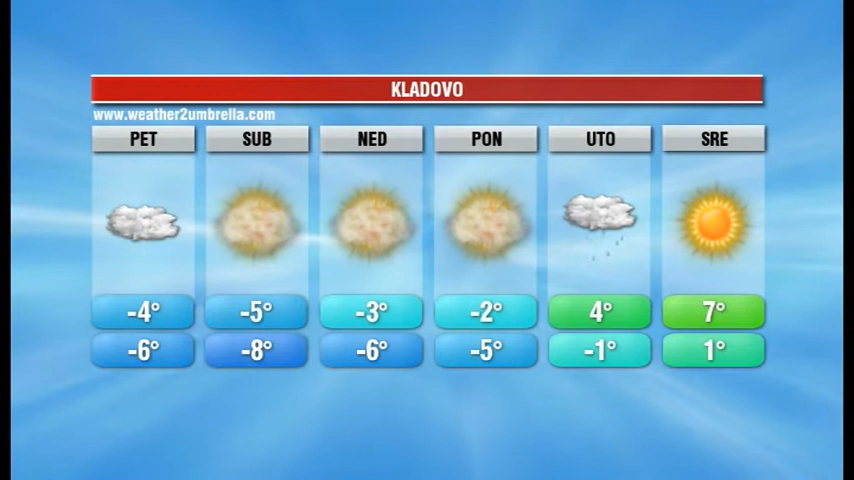 KLADOVO
www.weather2umbrella.com
PET SUB NED PON UTO SRE
-4° -5° -3° -2° 4° 7°
-6° -8° -6° -5° -1° 1°